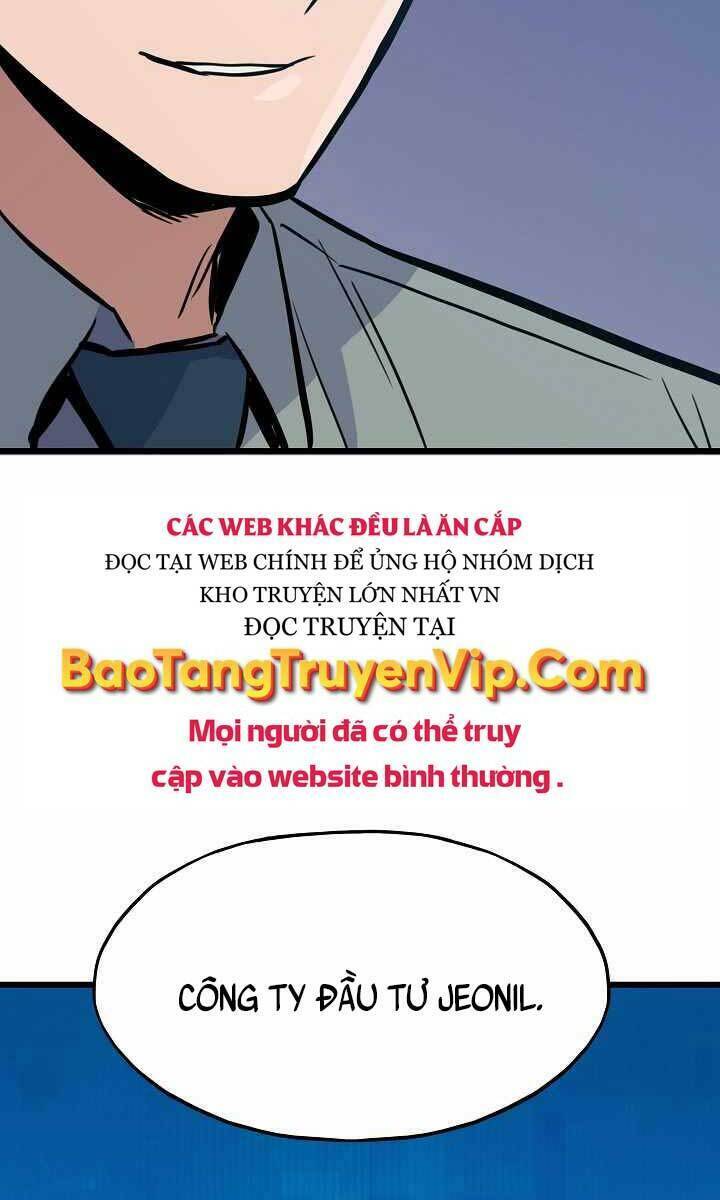 CÁC WEB KHÁC ĐỀU LÀ ĂN CẮP
ĐỌC TẠI WEB CHÍNH ĐỂ ỦNG HỘ NHÓM DỊCH
KHO TRUYỆN LỚN NHẤT VN
ĐỌC TRUYỆN TẠI
BaoTangTruyenVip.Com
Mọi người đã có thể truy
cập vào website bình thường .
CÔNG TY ĐẦU TƯ JEONIL.